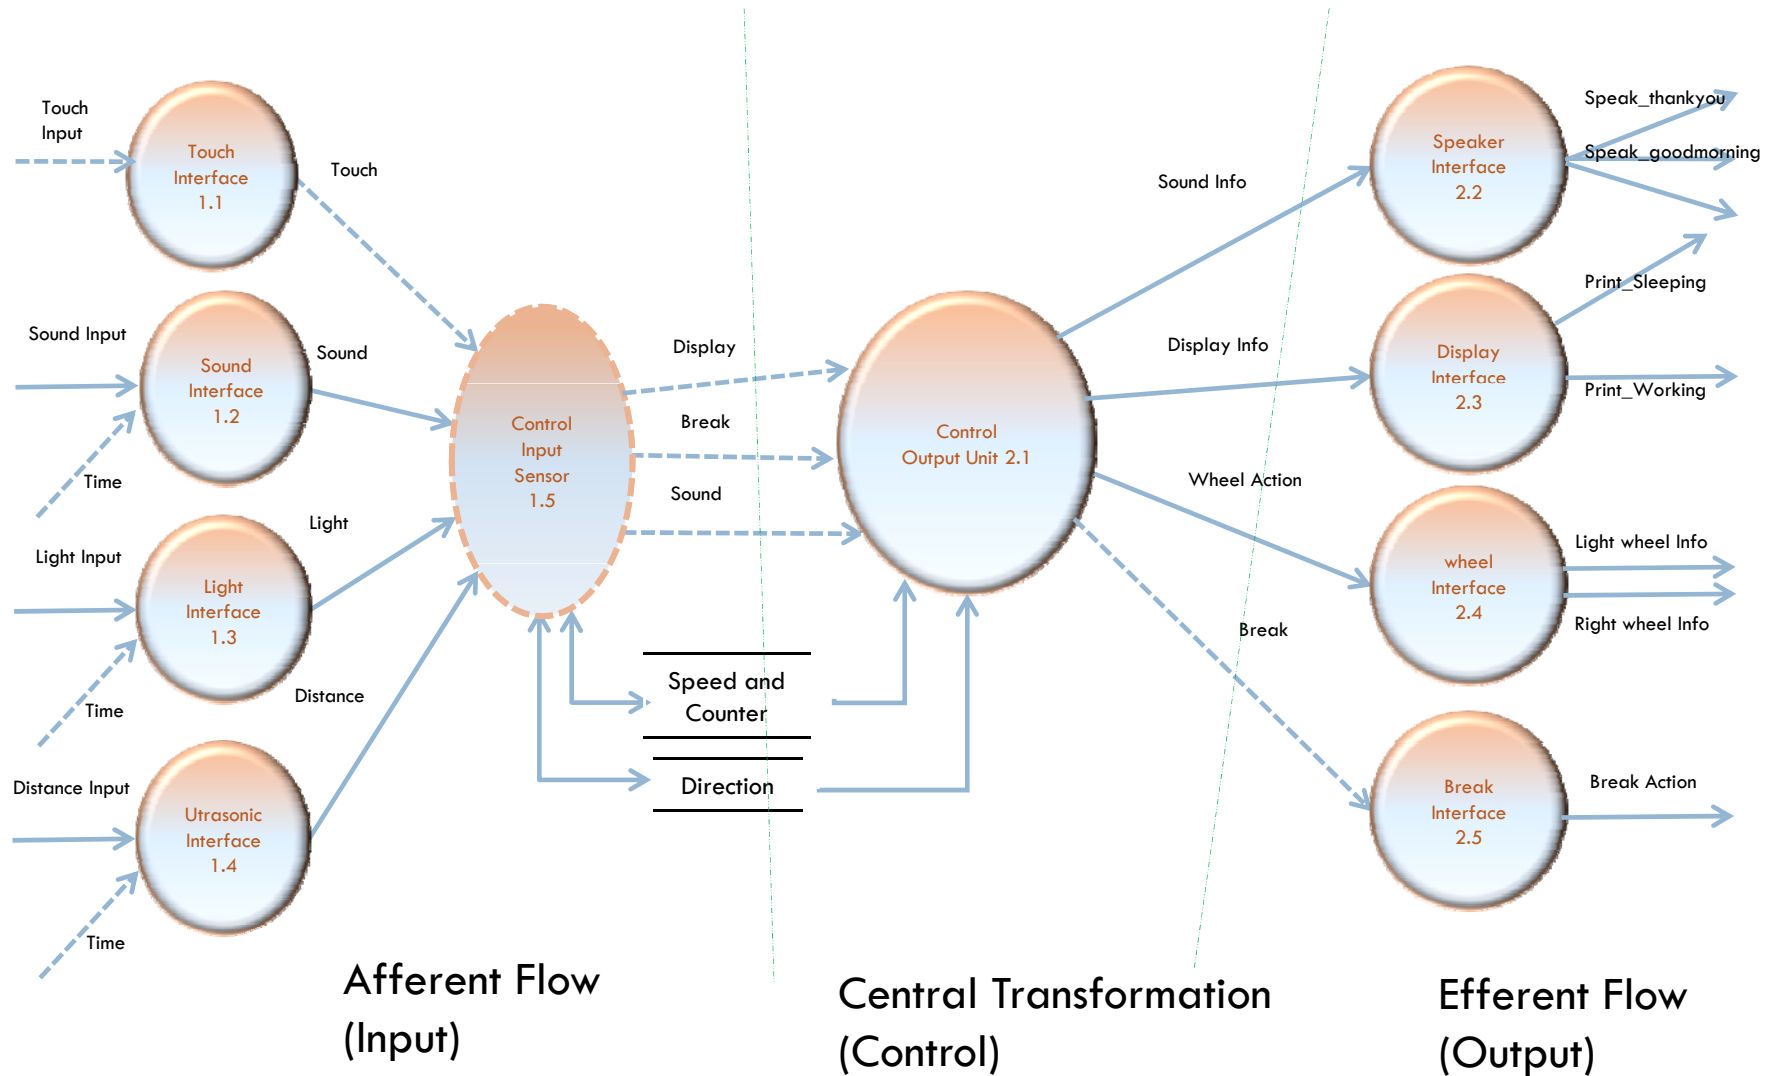 Touch
Input
Touch
Interface
1.1
Touch
Sound Input
Sound
Interface
1.2
Sound
Time
Light Input
Light
Interface
1.3
Light
Time
Distance Input
Utrasonic
Interface
1.4
Distance
Time
Control
Input
Sensor
1.5
Display
Break
Sound
Speed and
Counter
Direction
Control
Output Unit 2.1
Sound Info
Display Info
Wheel Action
Break
Speaker
Interface
2.2
Speak_thankyou
Speak_goodmorning
Display
Interface
2.3
Print_Sleeping
Print_Working
wheel
Interface
2.4
Light wheel Info
Right wheel Info
Break
Interface
2.5
Break Action
Afferent Flow
(Input)
Central Transformation
(Control)
Efferent Flow
(Output)